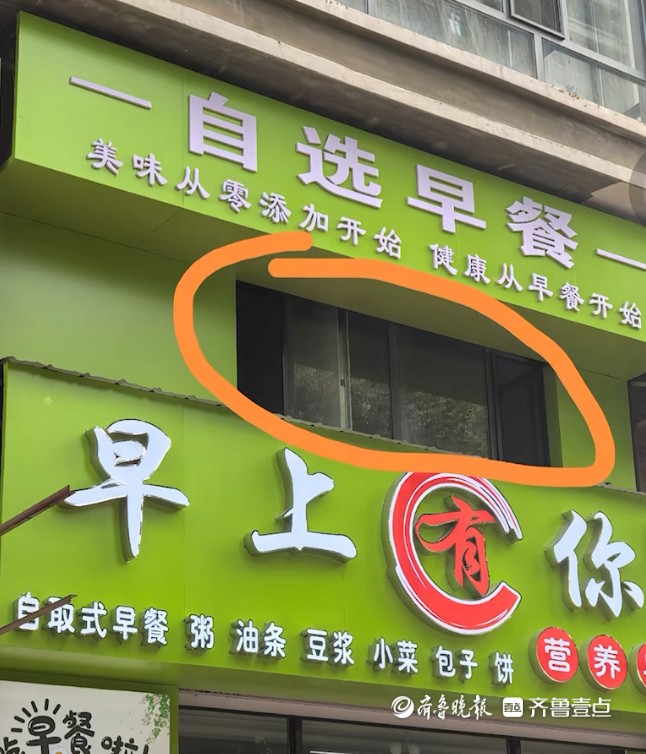 自选早餐
美味从零添加开始 健康从早餐开始
早上有你
自取式早餐 粥 油条 豆浆 小菜 包子 饼
营养
早餐啦!
齐鲁晚报 齐鲁壹点